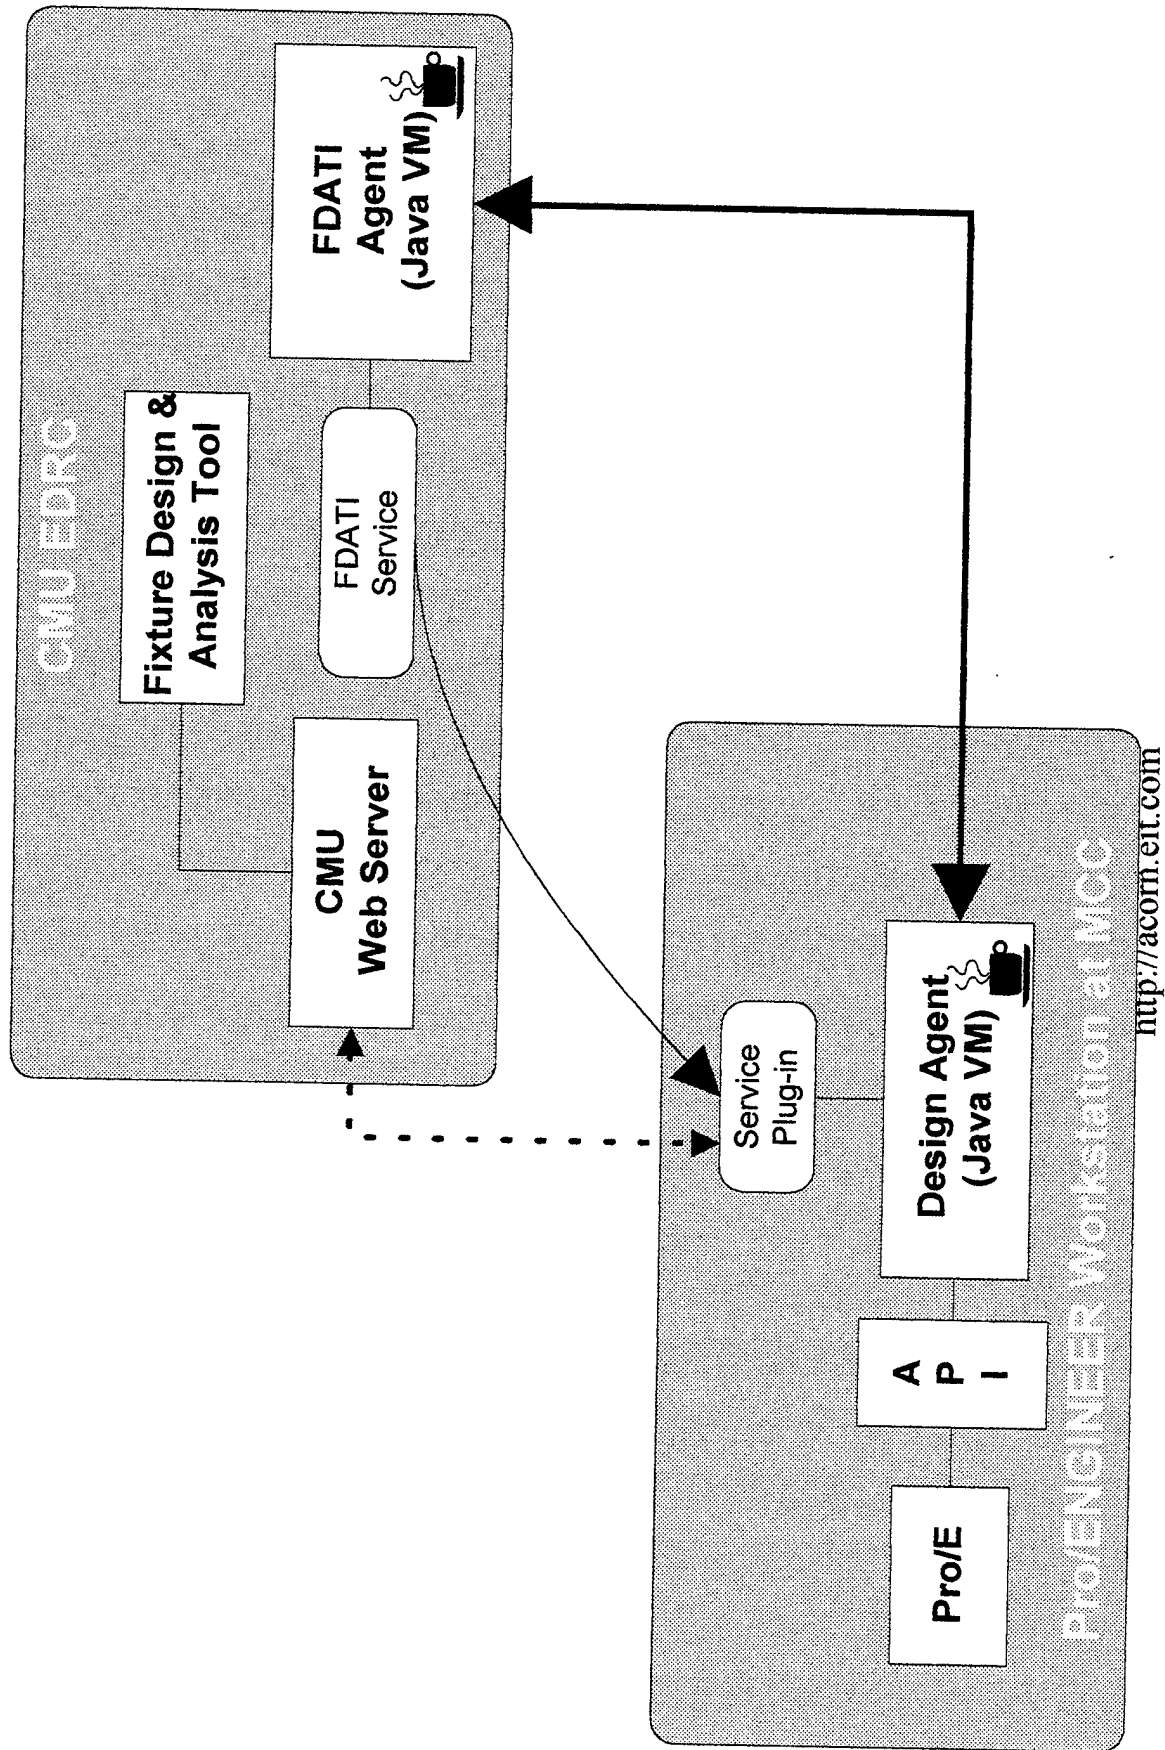 CMU EDRC
Fixture Design &
Analysis Tool
CMU
Web Server
FDATI
Service
FDATI
Agent
(Java VM)
Service
Plug-in
Pro/E
A
P
I
Design Agent
(Java VM)
Pro/ENGINEER Workstation at MCC
http://acorn.eit.com